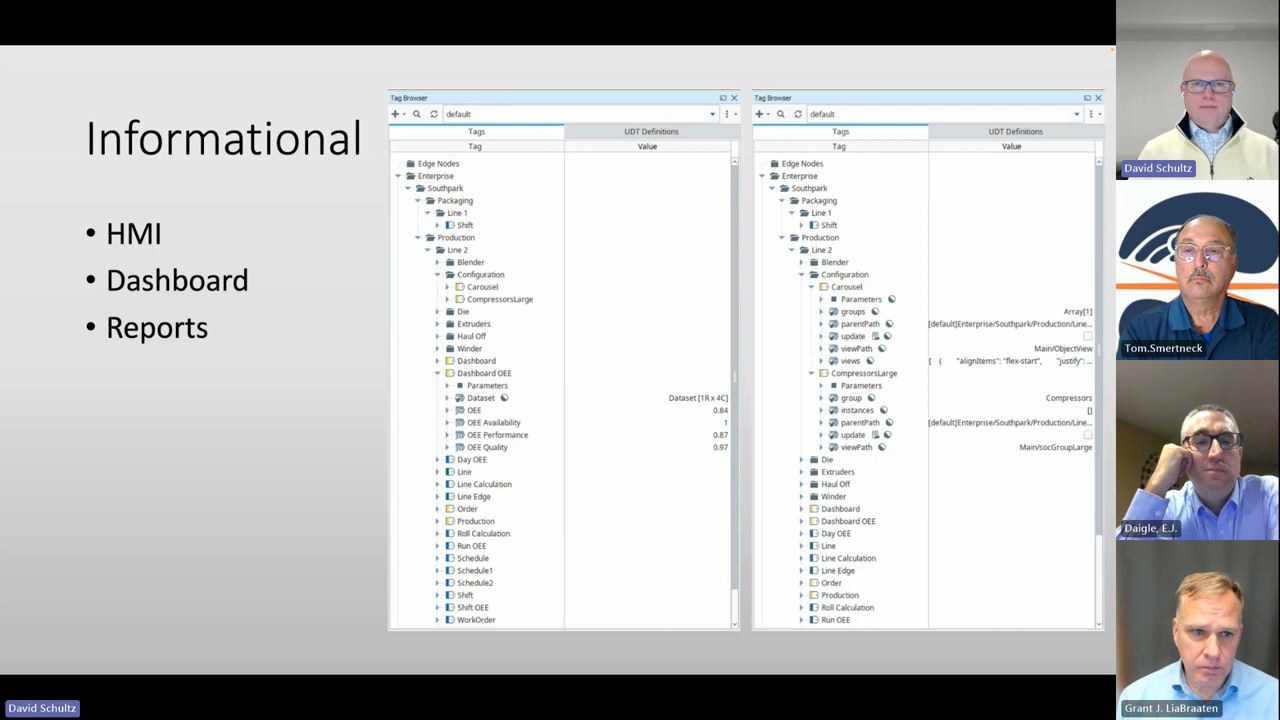 Informational
• HMI
• Dashboard
• Reports
Tag Browser
default
Tags UDT Definitions
Tag Value
Edge Nodes
Enterprise
Southpark
Packaging
Line 1
Shift
Production
Line 2
Blender
Configuration
Carousel
CompressorsLarge
Die
Extruders
Haul Off
Winder
Dashboard
Dashboard OEE
Parameters
Dataset Dataset [1R x 4C]
OEE 0.84
OEE Availability 1
OEE Performance 0.87
OEE Quality 0.97
Day OEE
Line
Line Calculation
Line Edge
Order
Production
Roll Calculation
Run OEE
Schedule
Schedule1
Schedule2
Shift
Shift OEE
WorkOrder
Tag Browser
default
Tags UDT Definitions
Tag Value
Edge Nodes
Enterprise
Southpark
Packaging
Line 1
Shift
Production
Line 2
Blender
Configuration
Carousel
Parameters
groups Array[1]
parentPath [default]Enterprise/Southpark/Production/Line...
update
viewPath Main/ObjectView
views [ { "alignItems": "flex-start", "justify": ...
CompressorsLarge
Parameters
group Compressors
instances []
parentPath [default]Enterprise/Southpark/Production/Line...
update
viewPath Main/socGroupLarge
Die
Extruders
Haul Off
Winder
Dashboard
Dashboard OEE
Day OEE
Line
Line Calculation
Line Edge
Order
Production
Roll Calculation
Run OEE
David Schultz
Tom.Smertneck
Daigle, E.J.
Grant J. LiaBraaten
David Schultz